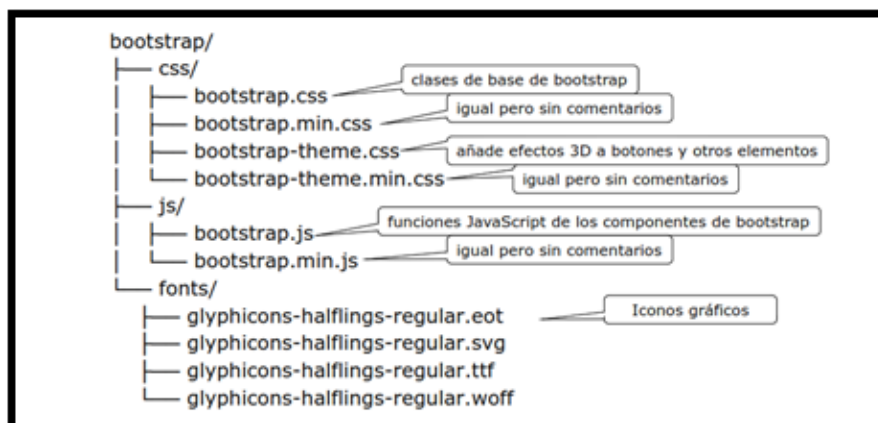 bootstrap/
├── css/
│ ├── bootstrap.css clases de base de bootstrap
│ ├── bootstrap.min.css igual pero sin comentarios
│ ├── bootstrap-theme.css añade efectos 3D a botones y otros elementos
│ └── bootstrap-theme.min.css igual pero sin comentarios
├── js/
│ ├── bootstrap.js funciones JavaScript de los componentes de bootstrap
│ └── bootstrap.min.js igual pero sin comentarios
└── fonts/
├── glyphicons-halflings-regular.eot Iconos gráficos
├── glyphicons-halflings-regular.svg
├── glyphicons-halflings-regular.ttf
└── glyphicons-halflings-regular.woff